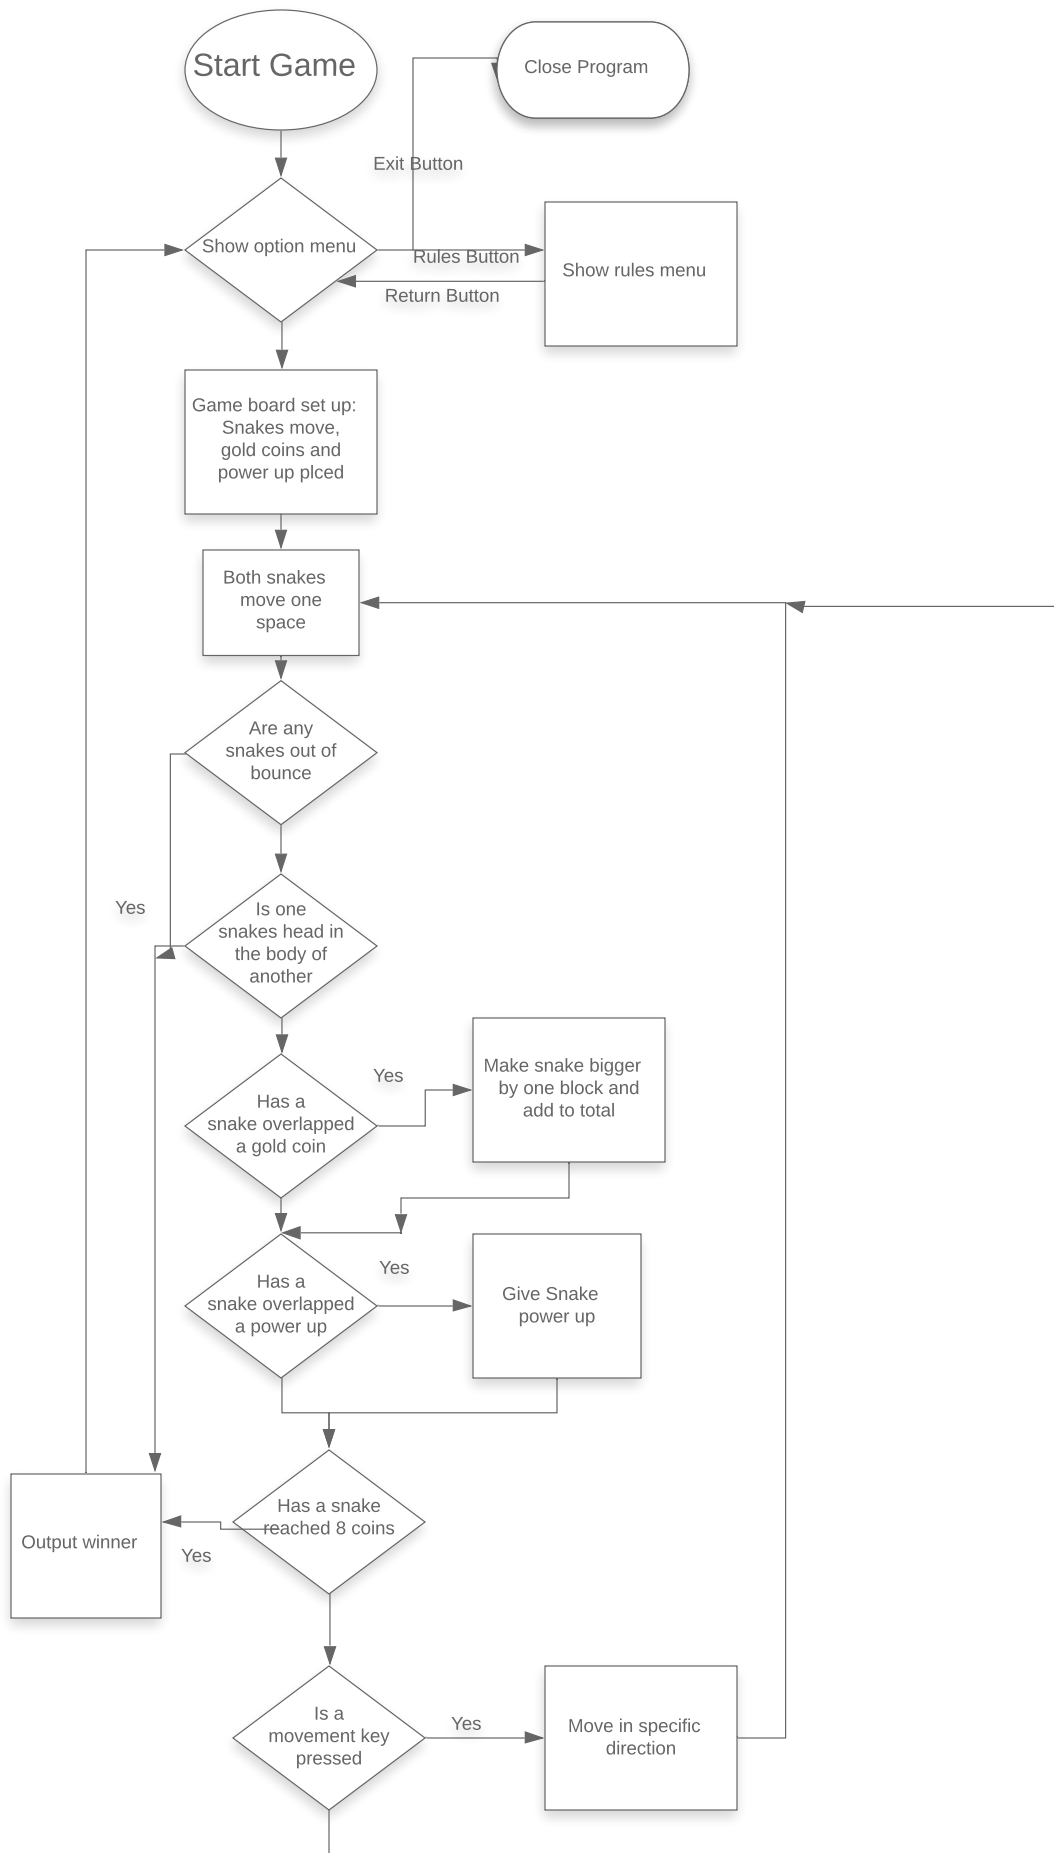 Start Game
Close Program
Exit Button
Show option menu
Rules Button
Return Button
Show rules menu
Game board set up:
Snakes move,
gold coins and
power up plced
Both snakes
move one
space
Are any
snakes out of
bounce
Yes
Is one
snakes head in
the body of
another
Has a
snake overlapped
a gold coin
Yes
Make snake bigger
by one block and
add to total
Has a
snake overlapped
a power up
Yes
Give Snake
power up
Has a snake
reached 8 coins
Yes
Output winner
Is a
movement key
pressed
Yes
Move in specific
direction